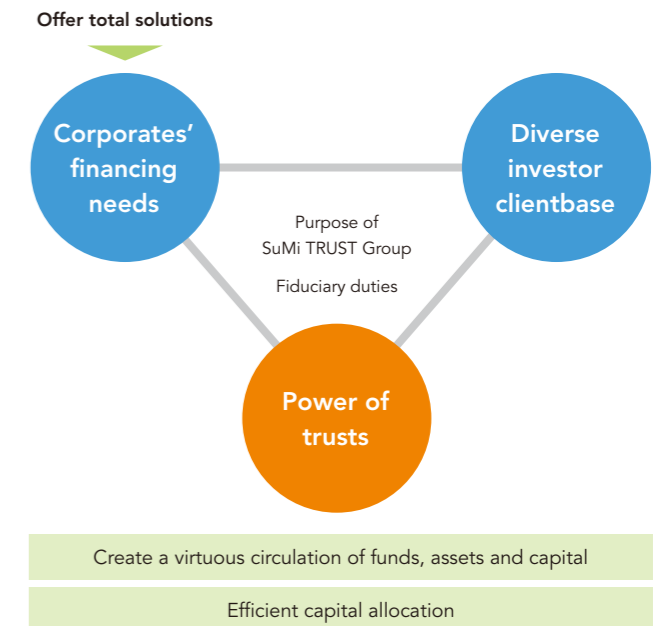 Offer total solutions
Corporates’
financing
needs
Diverse
investor
clientbase
Purpose of
SuMi TRUST Group
Fiduciary duties
Power of
trusts
Create a virtuous circulation of funds, assets and capital
Efficient capital allocation